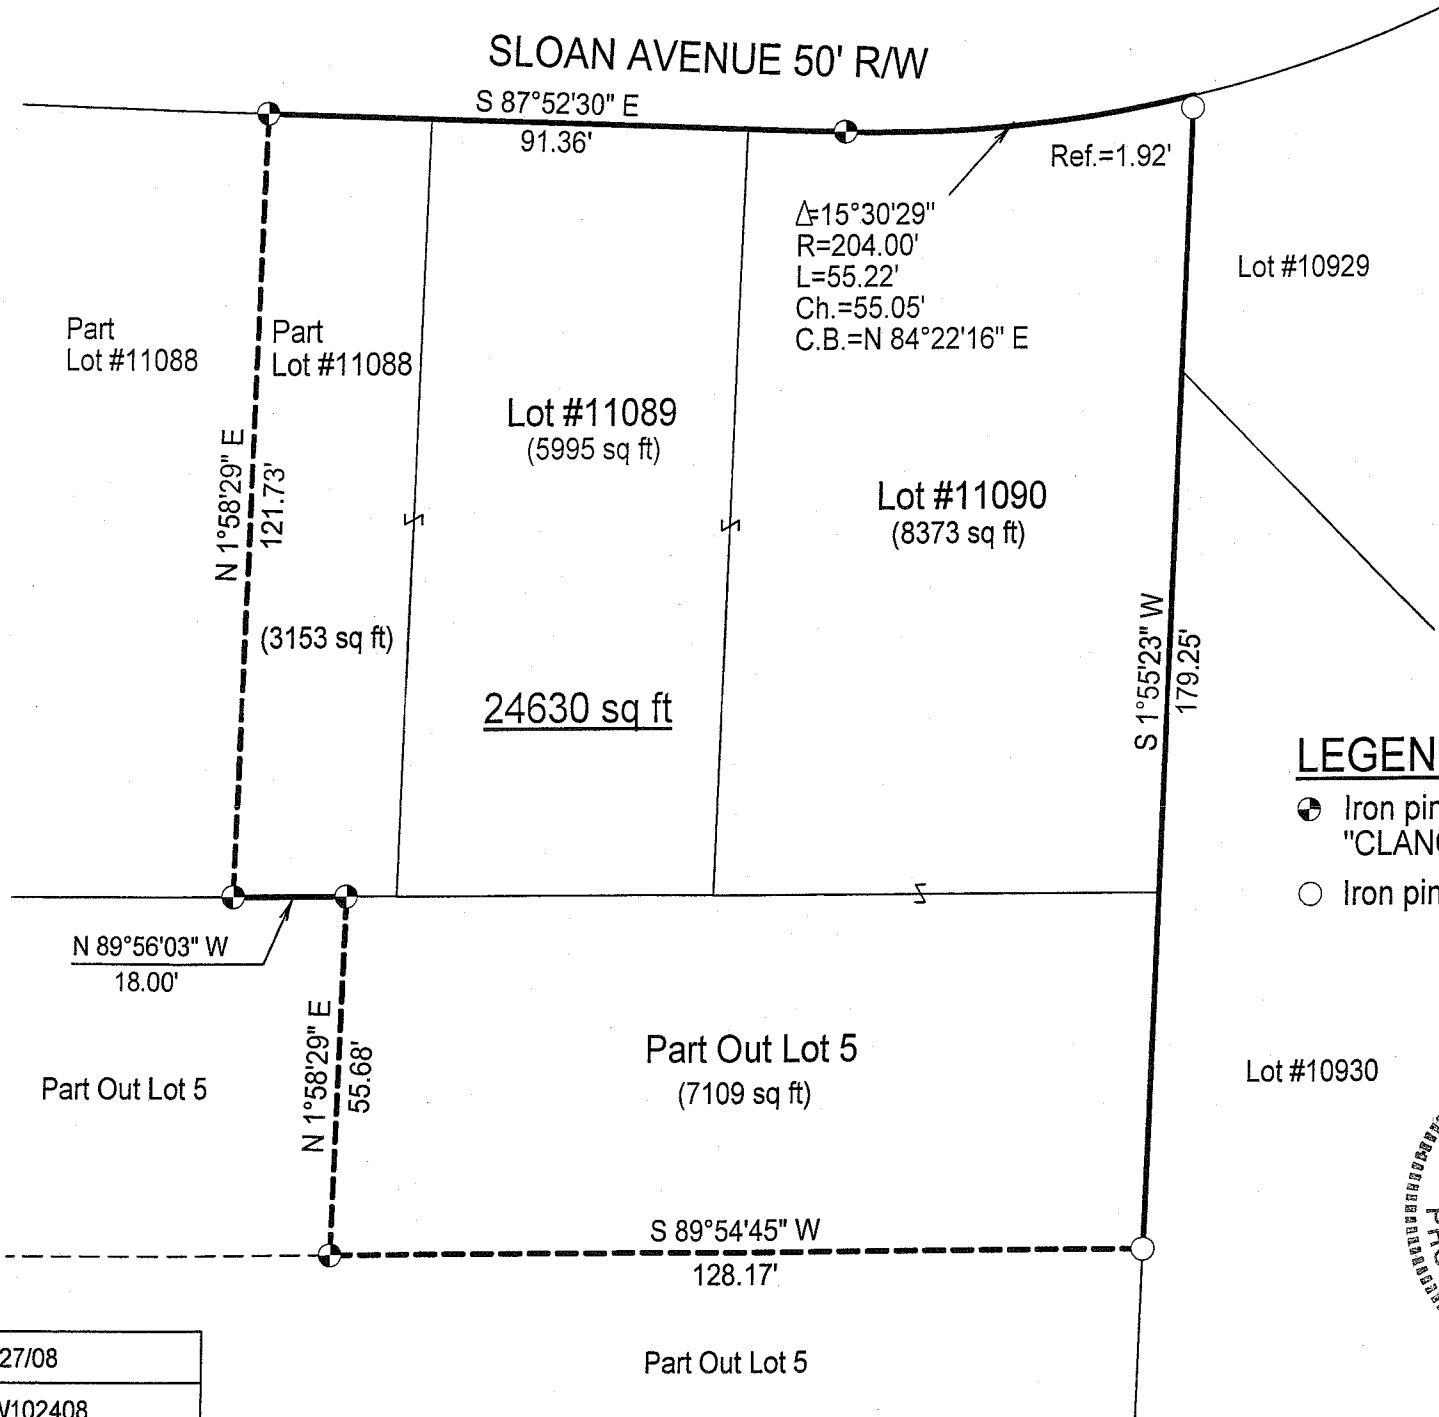 SLOAN AVENUE 50' R/W
S 87°52'30" E
91.36'
Ref.=1.92'
Δ=15°30'29"
R=204.00'
L=55.22'
Ch.=55.05'
C.B.=N 84°22'16" E
Lot #10929
Part
Lot #11088
Part
Lot #11088
Lot #11089
(5995 sq ft)
Lot #11090
(8373 sq ft)
N 1°58'29" E
121.73'
(3153 sq ft)
24630 sq ft
S 1°55'23" W
179.25'
LEGEN
Iron pin
"CLANC
Iron pin
N 89°56'03" W
18.00'
N 1°58'29" E
55.68'
Part Out Lot 5
(7109 sq ft)
Part Out Lot 5
Lot #10930
S 89°54'45" W
128.17'
27/08
Part Out Lot 5
W102408